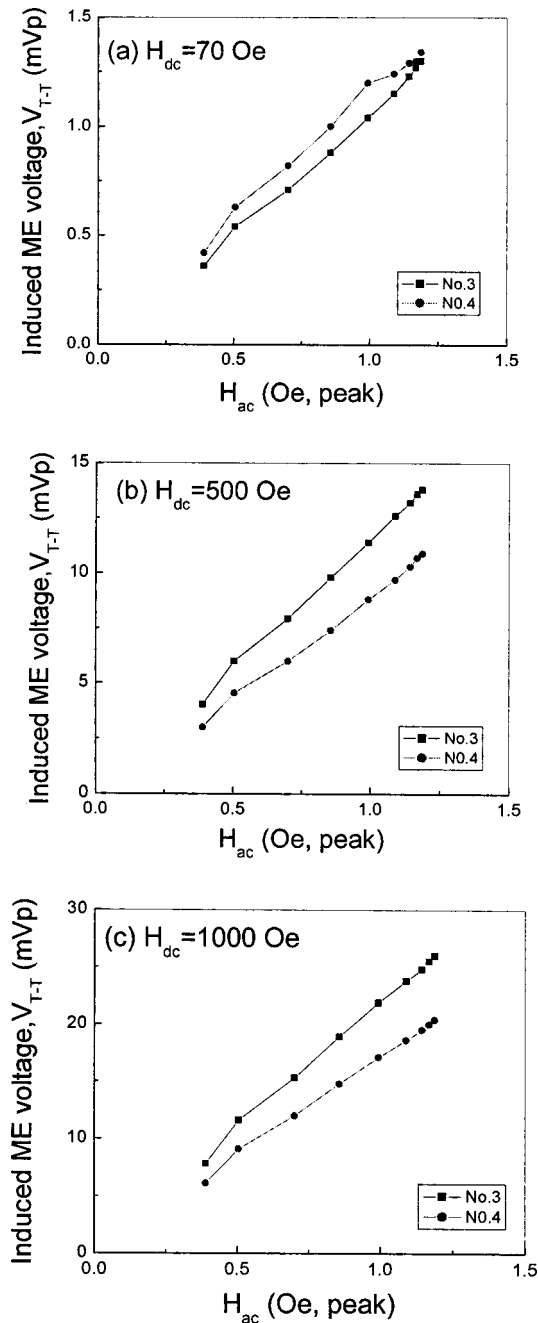 (a) H_dc=70 Oe
Induced ME voltage,V_T-T (mVp)
1.5
1.0
0.5
0.0
0.0 0.5 1.0 1.5
No.3
N0.4
H_ac (Oe, peak)
(b) H_dc=500 Oe
Induced ME voltage,V_T-T (mVp)
15
10
5
0
0.0 0.5 1.0 1.5
No.3
N0.4
H_ac (Oe, peak)
(c) H_dc=1000 Oe
Induced ME voltage,V_T-T (mVp)
30
20
10
0
0.0 0.5 1.0 1.5
No.3
N0.4
H_ac (Oe, peak)